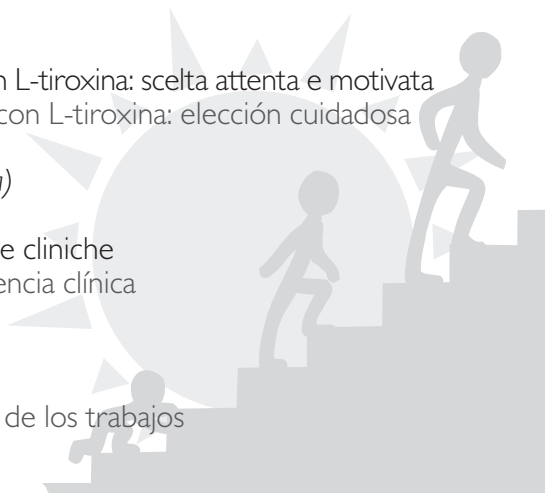 L-tiroxina: scelta attenta e motivata
con L-tiroxina: elección cuidadosa
e cliniche
encia clínica
de los trabajos